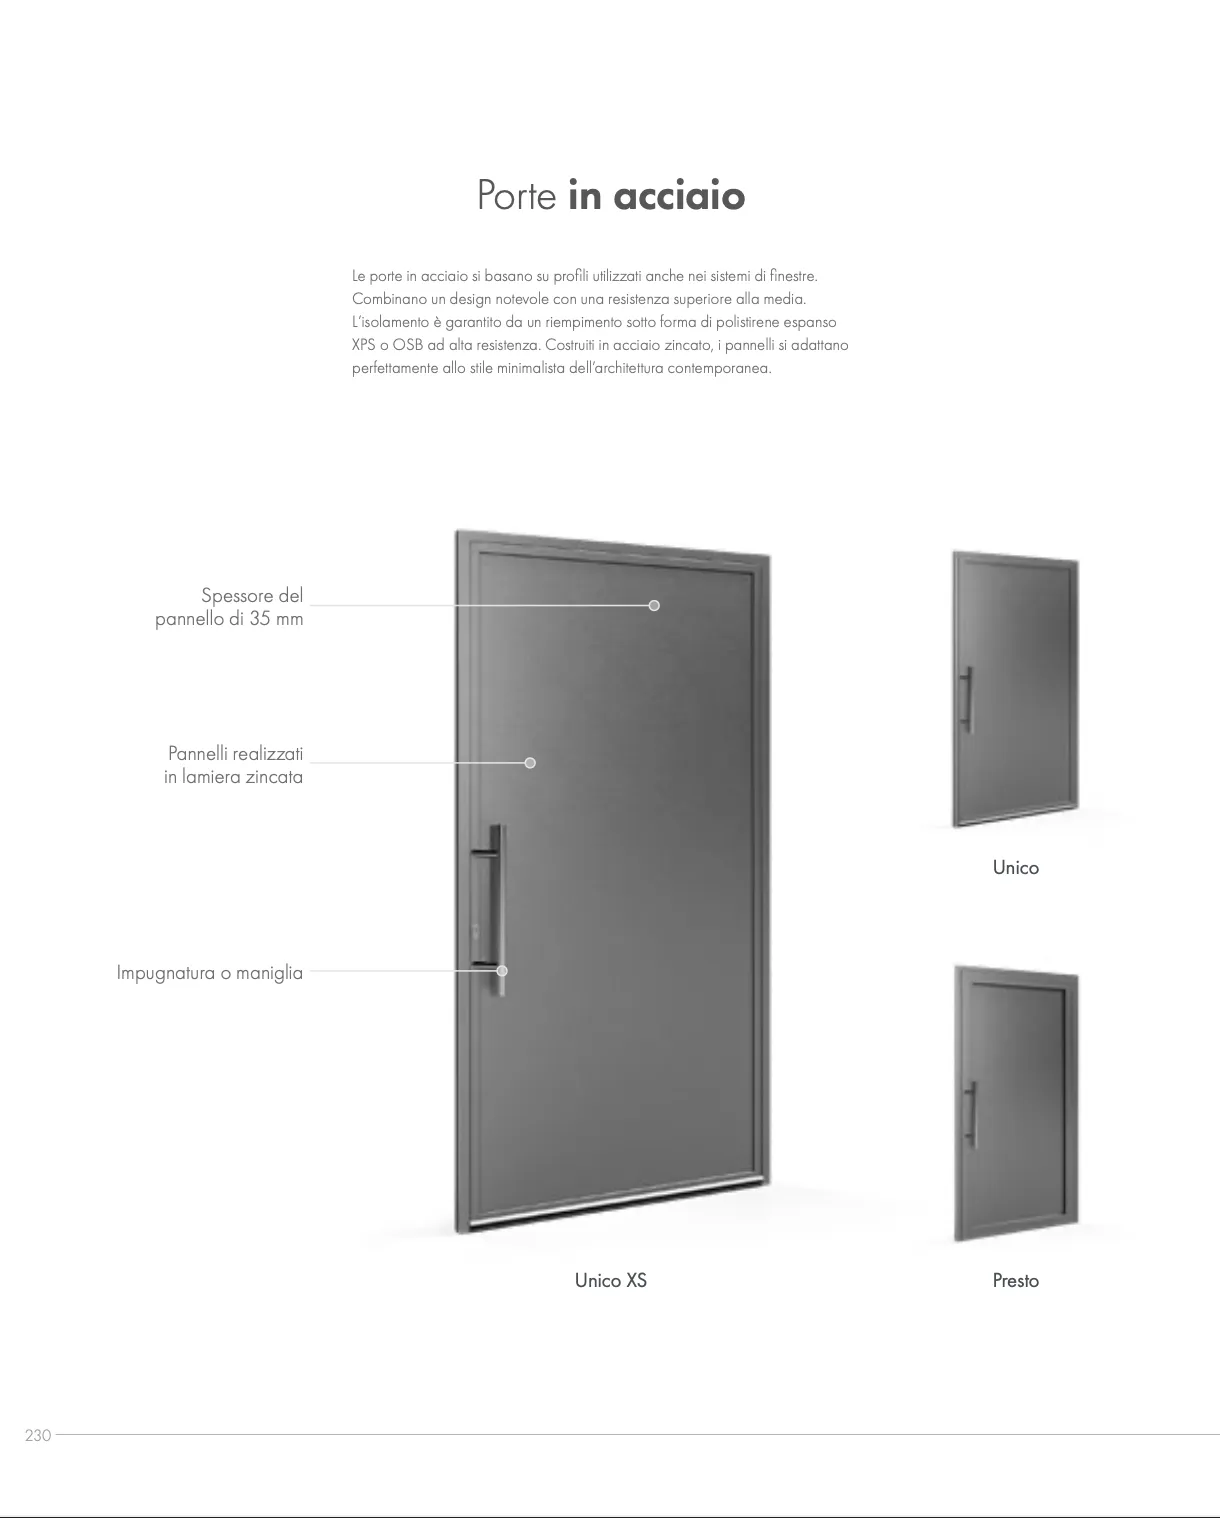 Porte in acciaio
Le porte in acciaio si basano su profili utilizzati anche nei sistemi di finestre.
Combinano un design notevole con una resistenza superiore alla media.
L’isolamento è garantito da un riempimento sotto forma di polistirene espanso
XPS o OSB ad alta resistenza. Costruiti in acciaio zincato, i pannelli si adattano
perfettamente allo stile minimalista dell’architettura contemporanea.
Spessore del
pannello di 35 mm
Pannelli realizzati
in lamiera zincata
Impugnatura o maniglia
Unico XS
Unico
Presto
230